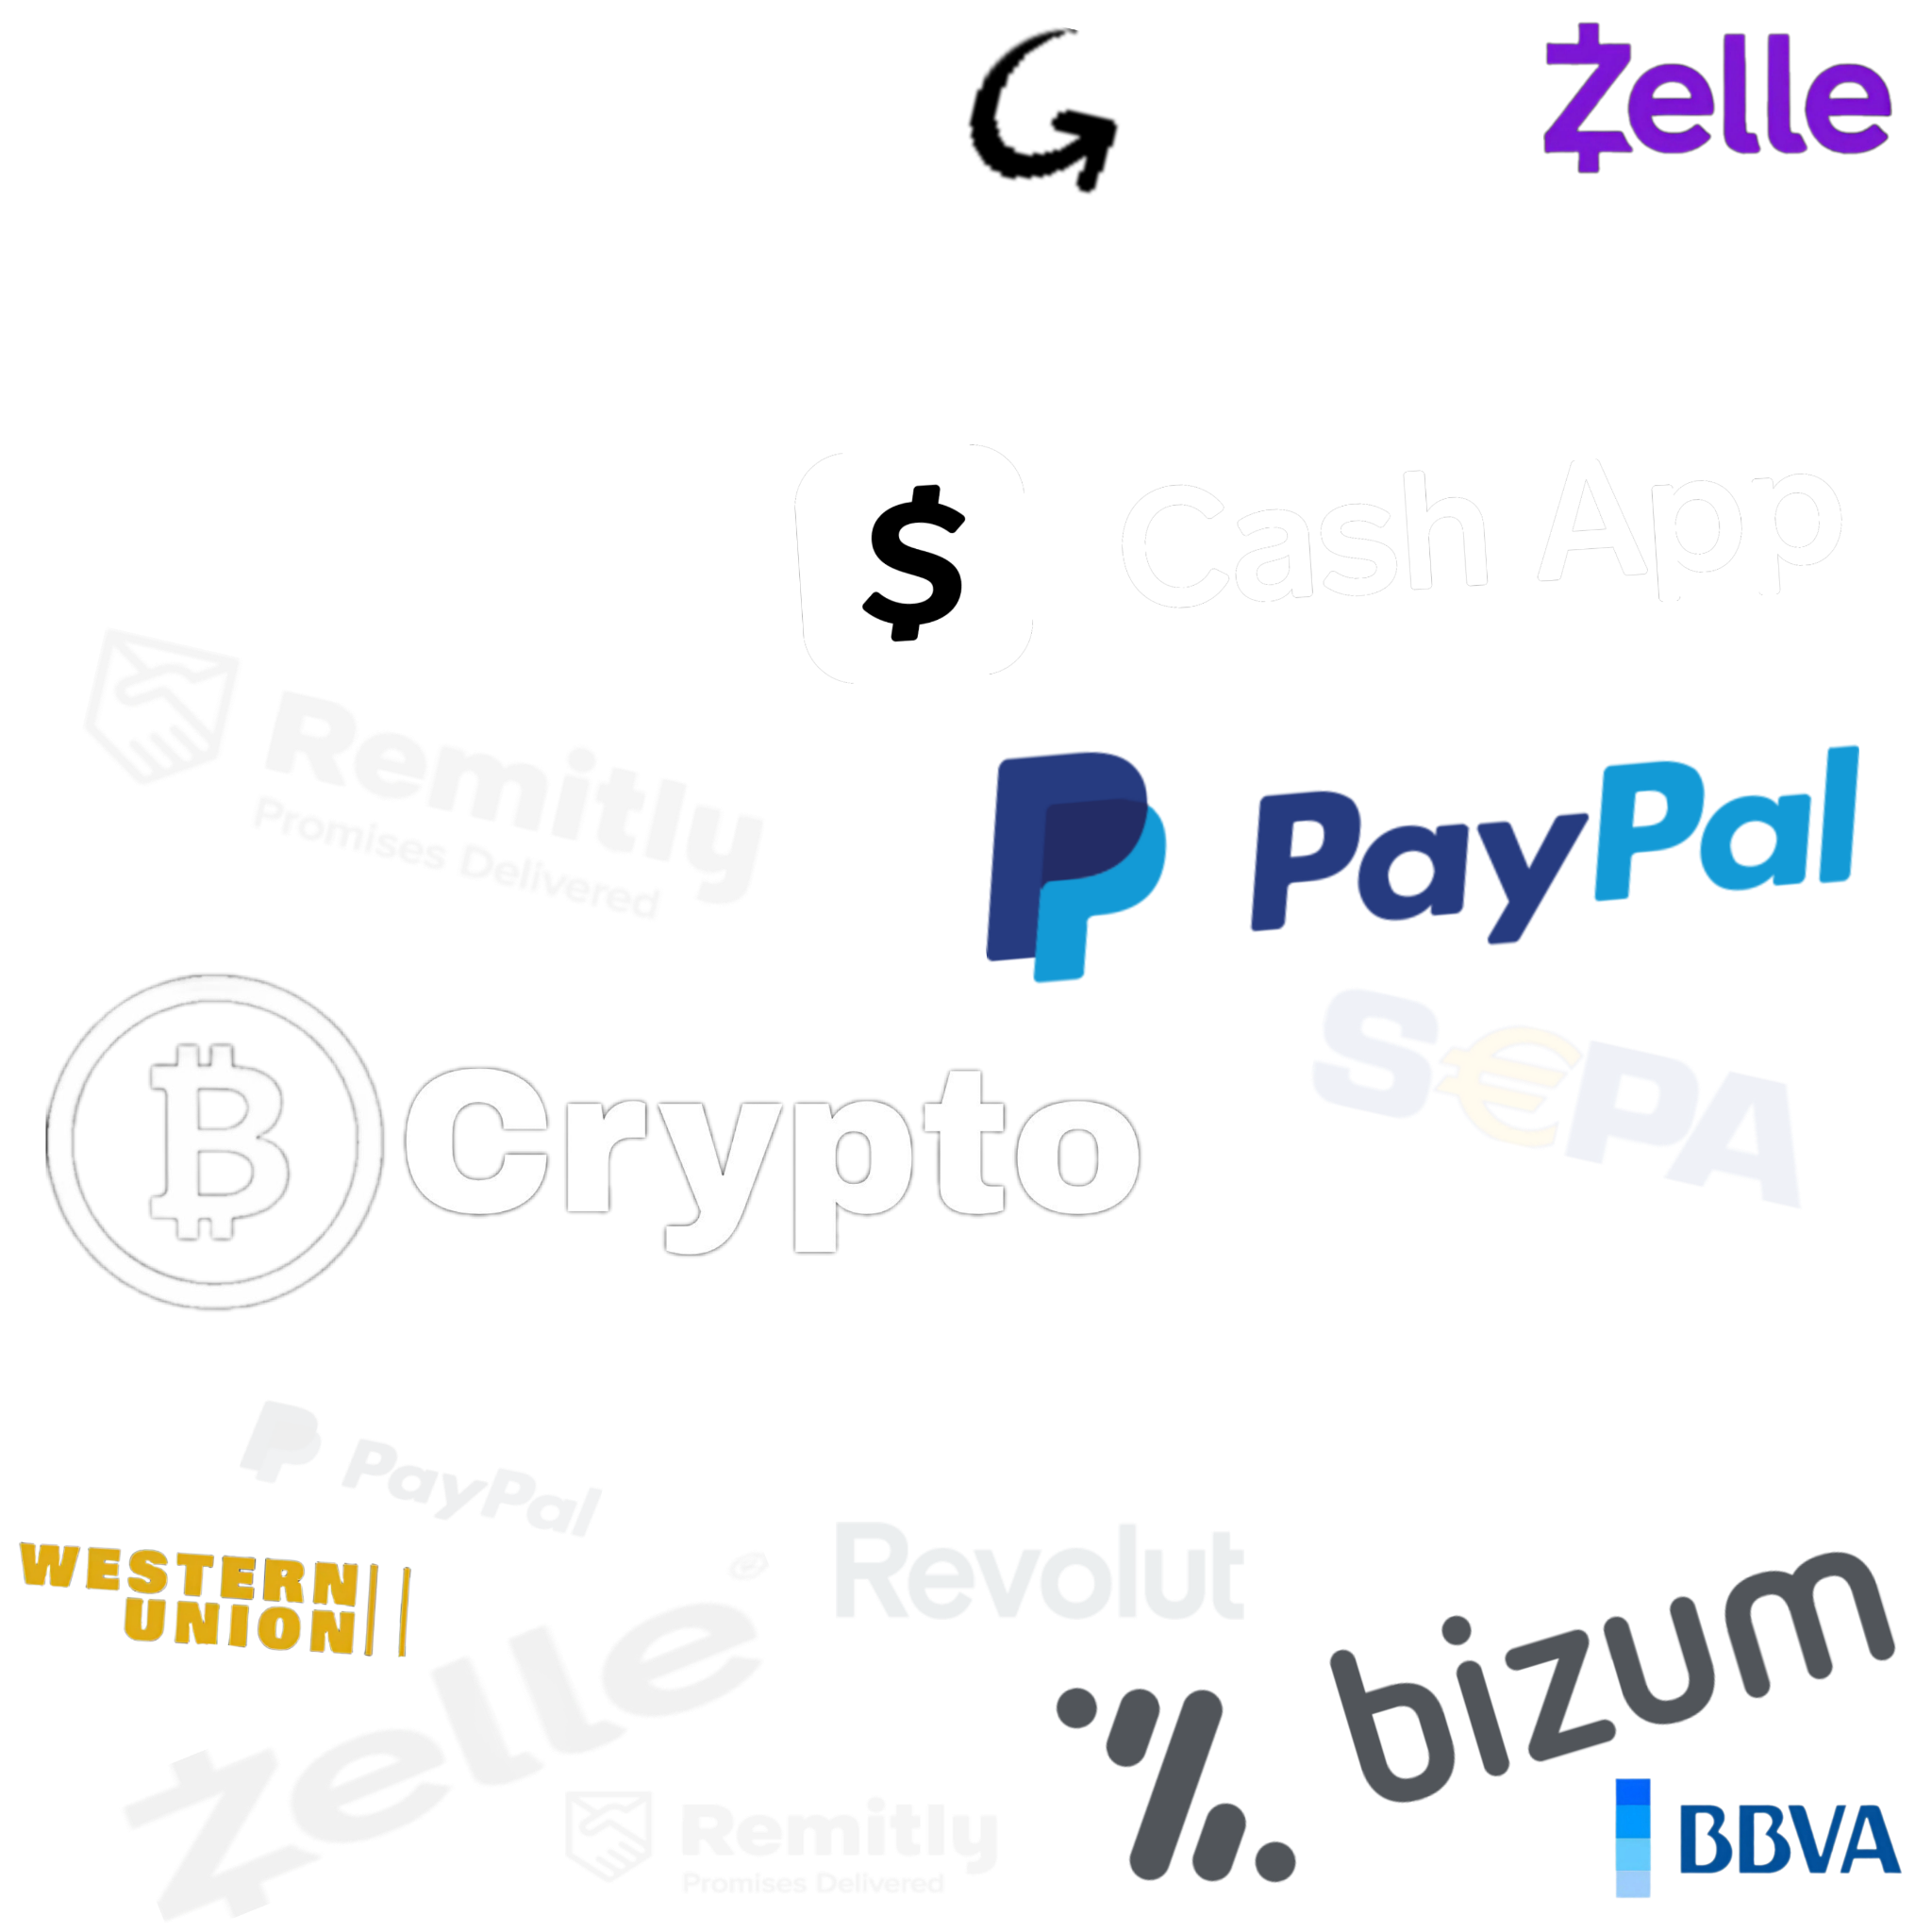 Zelle
$ Cash App
Remitly
Promises Delivered
PayPal
SEPA
Crypto
PayPal
WESTERN
UNION
Revolut
bizum
Zelle
Remitly
Promises Delivered
BBVA